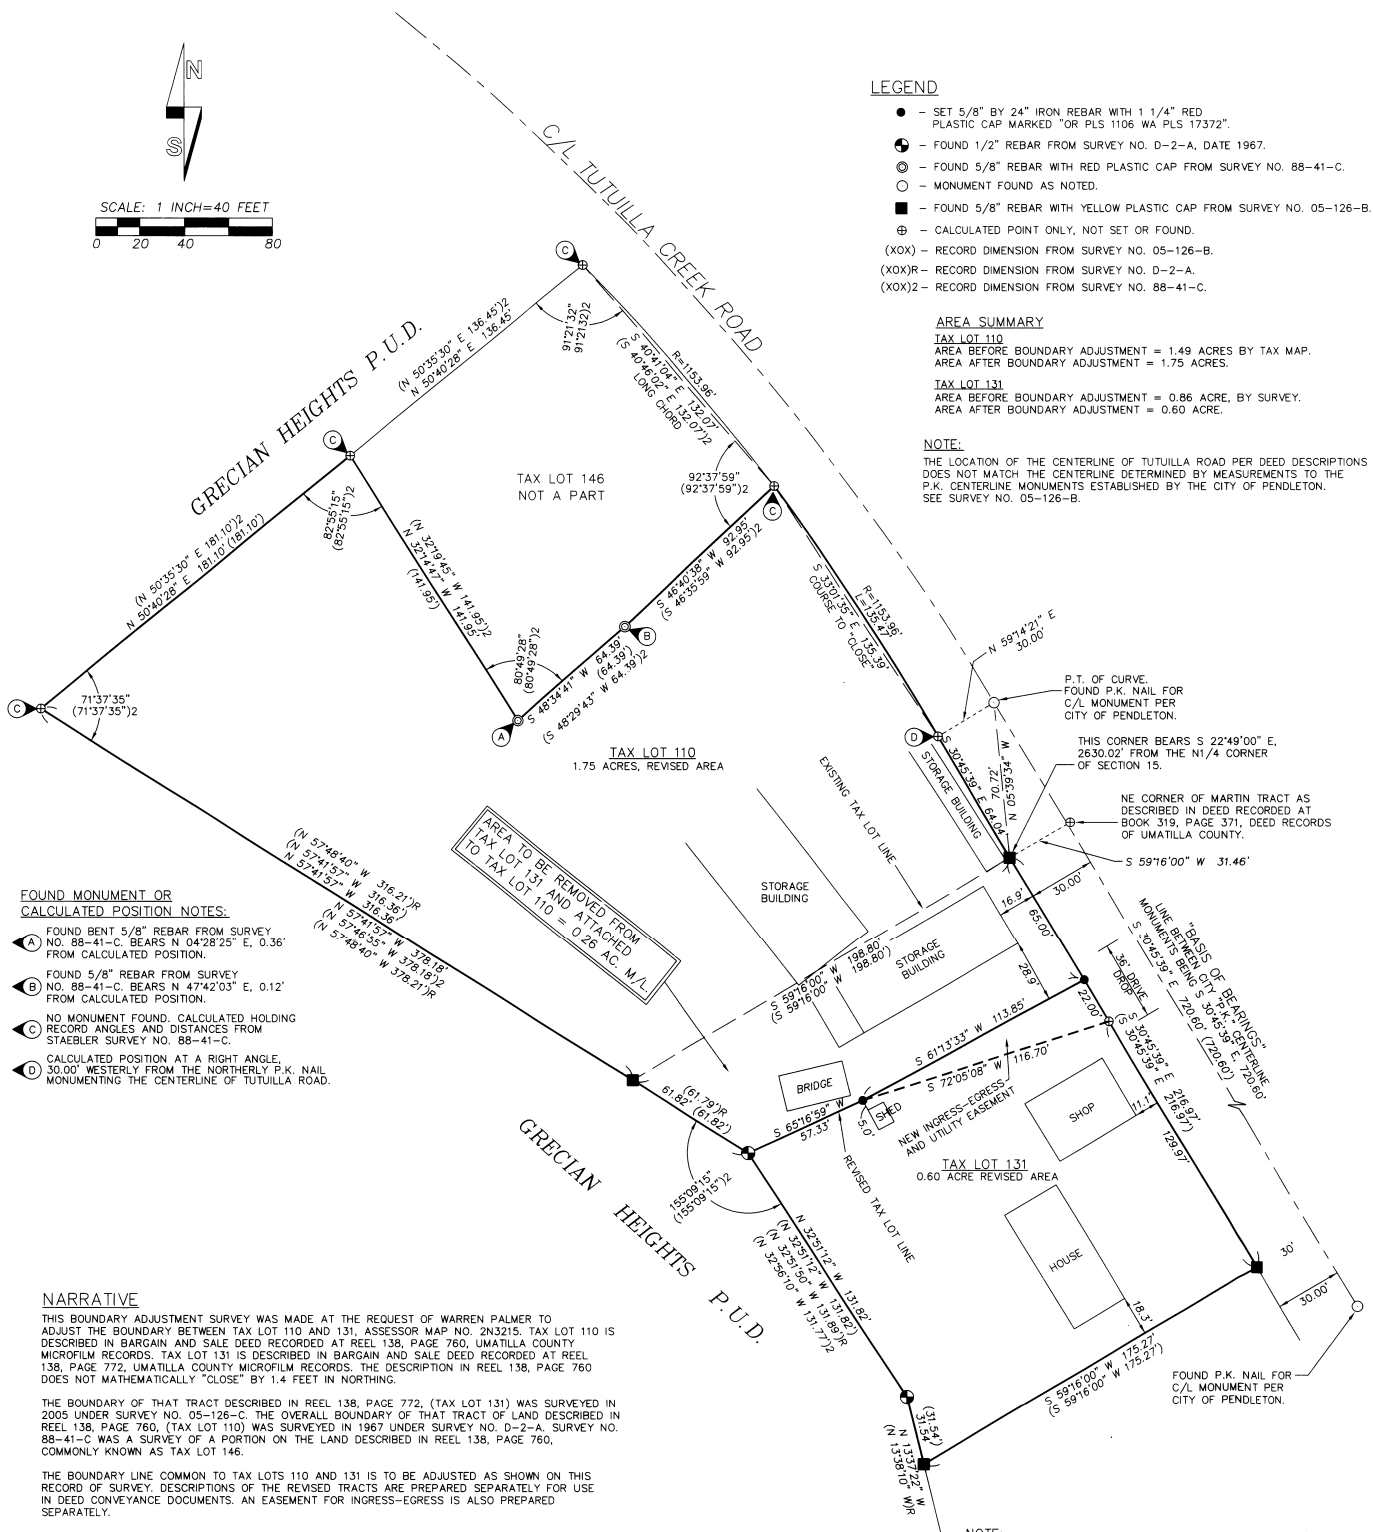 N
S
SCALE: 1 INCH=40 FEET
0 20 40 80
C/L TUTUILLA CREEK ROAD
LEGEND
– SET 5/8" BY 24" IRON REBAR WITH 1 1/4" RED
PLASTIC CAP MARKED "OR PLS 1106 WA PLS 17372".
– FOUND 1/2" REBAR FROM SURVEY NO. D-2-A, DATE 1967.
– FOUND 5/8" REBAR WITH RED PLASTIC CAP FROM SURVEY NO. 88-41-C.
– MONUMENT FOUND AS NOTED.
– FOUND 5/8" REBAR WITH YELLOW PLASTIC CAP FROM SURVEY NO. 05-126-B.
– CALCULATED POINT ONLY, NOT SET OR FOUND.
(XOX) – RECORD DIMENSION FROM SURVEY NO. 05-126-B.
(XOX)R – RECORD DIMENSION FROM SURVEY NO. D-2-A.
(XOX)2 – RECORD DIMENSION FROM SURVEY NO. 88-41-C.
AREA SUMMARY
TAX LOT 110
AREA BEFORE BOUNDARY ADJUSTMENT = 1.49 ACRES BY TAX MAP.
AREA AFTER BOUNDARY ADJUSTMENT = 1.75 ACRES.
TAX LOT 131
AREA BEFORE BOUNDARY ADJUSTMENT = 0.86 ACRE, BY SURVEY.
AREA AFTER BOUNDARY ADJUSTMENT = 0.60 ACRE.
NOTE:
THE LOCATION OF THE CENTERLINE OF TUTUILLA ROAD PER DEED DESCRIPTIONS
DOES NOT MATCH THE CENTERLINE DETERMINED BY MEASUREMENTS TO THE
P.K. CENTERLINE MONUMENTS ESTABLISHED BY THE CITY OF PENDLETON.
SEE SURVEY NO. 05-126-B.
C
(N 50°35'30" E 136.45')2
N 50°40'28" E 136.45'
91°21'32"
(91°21'32)2
R=1153.96'
S 40°41'04" E 132.07'
(S 40°46'02" E 132.07')2
LONG CHORD
GRECIAN HEIGHTS P.U.D.
C
TAX LOT 146
NOT A PART
92°37'59"
(92°37'59")2
C
82°55'15"
(82°55'15")2
(N 50°35'30" E 181.10')2
N 50°40'28" E 181.10' (181.10')
(N 32°19'45" W 141.95')2
N 32°14'47" W 141.95'
(141.95')
S 46°40'38" W 92.95'
(S 46°35'59" W 92.95')2
B
80°49'28"
(80°49'28")2
S 48°34'41" W 64.39'
(64.39')
(S 48°29'43" W 64.39')2
A
R=1153.96'
L=135.47'
S 33°01'35" E 135.39'
COURSE TO "CLOSE"
N 59°14'21" E
30.00'
C
71°37'35"
(71°37'35")2
P.T. OF CURVE.
FOUND P.K. NAIL FOR
C/L MONUMENT PER
CITY OF PENDLETON.
D
THIS CORNER BEARS S 22°49'00" E,
2630.02' FROM THE N1/4 CORNER
OF SECTION 15.
NE CORNER OF MARTIN TRACT AS
DESCRIBED IN DEED RECORDED AT
BOOK 319, PAGE 371, DEED RECORDS
OF UMATILLA COUNTY.
S 59°16'00" W 31.46'
S 30°45'39" E 64.04'
N 05°39'34" W
70.72'
STORAGE BUILDING
TAX LOT 110
1.75 ACRES, REVISED AREA
EXISTING TAX LOT LINE
AREA TO BE REMOVED FROM
TAX LOT 131 AND ATTACHED
TO TAX LOT 110 = 0.26 AC. M/L.
STORAGE
BUILDING
STORAGE
BUILDING
16.9'
30.00'
65.00'
28.9'
(N 57°48'40" W 316.21')R
(N 57°41'57" W 316.36')
N 57°41'57" W 316.36'
N 57°41'57" W 378.18'
(N 57°46'55" W 378.18')2
(N 57°48'40" W 378.21')R
S 59°16'00" W 198.80'
(S 59°16'00" W 198.80')
36' DRIVE
DROP
22.00'
"BASIS OF BEARINGS"
LINE BETWEEN CITY "P.K." CENTERLINE
MONUMENTS BEING S 30°45'39" E, 720.60'
S 30°45'39" E 720.60' (720.60')
FOUND MONUMENT OR
CALCULATED POSITION NOTES:
A FOUND BENT 5/8" REBAR FROM SURVEY
NO. 88-41-C. BEARS N 04°28'25" E, 0.36'
FROM CALCULATED POSITION.
B FOUND 5/8" REBAR FROM SURVEY
NO. 88-41-C. BEARS N 47°42'03" E, 0.12'
FROM CALCULATED POSITION.
C NO MONUMENT FOUND. CALCULATED HOLDING
RECORD ANGLES AND DISTANCES FROM
STAEBLER SURVEY NO. 88-41-C.
D CALCULATED POSITION AT A RIGHT ANGLE,
30.00' WESTERLY FROM THE NORTHERLY P.K. NAIL
MONUMENTING THE CENTERLINE OF TUTUILLA ROAD.
S 61°13'33" W 113.85'
S 72°05'08" W 116.70'
BRIDGE
SHED
5.0'
S 65°16'59" W
57.33'
(61.79')R
61.82' (61.82')
NEW INGRESS-EGRESS
AND UTILITY EASEMENT
SHOP
11.1'
S 30°45'39" E 216.97'
(S 30°45'39" E 216.97')
129.97'
TAX LOT 131
0.60 ACRE REVISED AREA
REVISED TAX LOT LINE
155°09'15"
(155°09'15")2
GRECIAN HEIGHTS P.U.D.
N 32°51'12" W 131.82'
(N 32°51'12" W 131.82')
(N 32°51'50" W 131.89')R
(N 32°56'10" W 131.77')2
HOUSE
18.3'
30'
30.00'
S 59°16'00" W 175.27'
(S 59°16'00" W 175.27')
FOUND P.K. NAIL FOR
C/L MONUMENT PER
CITY OF PENDLETON.
(31.54')
31.54'
N 13°37'22" W
(N 13°38'10" W)R
NARRATIVE
THIS BOUNDARY ADJUSTMENT SURVEY WAS MADE AT THE REQUEST OF WARREN PALMER TO
ADJUST THE BOUNDARY BETWEEN TAX LOT 110 AND 131, ASSESSOR MAP NO. 2N3215. TAX LOT 110 IS
DESCRIBED IN BARGAIN AND SALE DEED RECORDED AT REEL 138, PAGE 760, UMATILLA COUNTY
MICROFILM RECORDS. TAX LOT 131 IS DESCRIBED IN BARGAIN AND SALE DEED RECORDED AT REEL
138, PAGE 772, UMATILLA COUNTY MICROFILM RECORDS. THE DESCRIPTION IN REEL 138, PAGE 760
DOES NOT MATHEMATICALLY "CLOSE" BY 1.4 FEET IN NORTHING.
THE BOUNDARY OF THAT TRACT DESCRIBED IN REEL 138, PAGE 772, (TAX LOT 131) WAS SURVEYED IN
2005 UNDER SURVEY NO. 05-126-C. THE OVERALL BOUNDARY OF THAT TRACT OF LAND DESCRIBED IN
REEL 138, PAGE 760, (TAX LOT 110) WAS SURVEYED IN 1967 UNDER SURVEY NO. D-2-A. SURVEY NO.
88-41-C WAS A SURVEY OF A PORTION ON THE LAND DESCRIBED IN REEL 138, PAGE 760,
COMMONLY KNOWN AS TAX LOT 146.
THE BOUNDARY LINE COMMON TO TAX LOTS 110 AND 131 IS TO BE ADJUSTED AS SHOWN ON THIS
RECORD OF SURVEY. DESCRIPTIONS OF THE REVISED TRACTS ARE PREPARED SEPARATELY FOR USE
IN DEED CONVEYANCE DOCUMENTS. AN EASEMENT FOR INGRESS-EGRESS IS ALSO PREPARED
SEPARATELY.
NOTE: